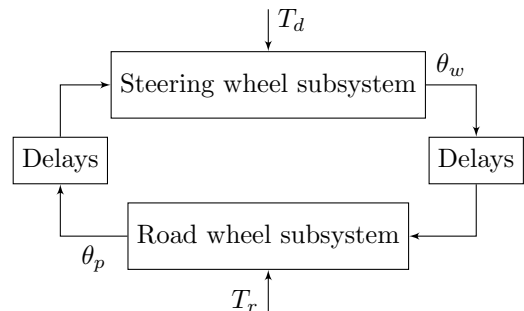 T_d
Steering wheel subsystem
θ_w
Delays
Delays
Road wheel subsystem
θ_p
T_r